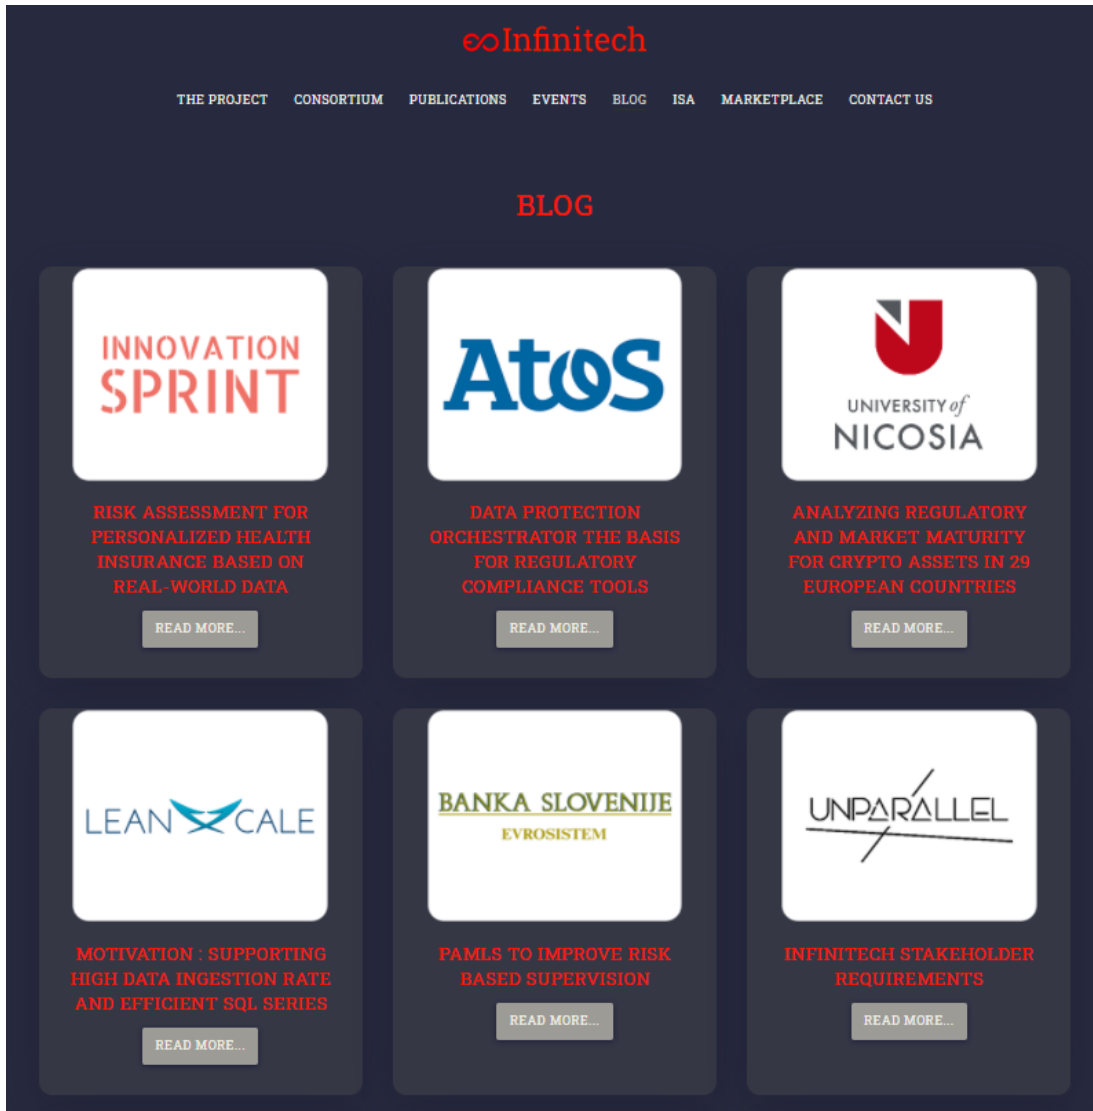 Infinitech
THE PROJECT CONSORTIUM PUBLICATIONS EVENTS BLOG ISA MARKETPLACE CONTACT US
BLOG
INNOVATION
SPRINT
RISK ASSESSMENT FOR
PERSONALIZED HEALTH
INSURANCE BASED ON
REAL-WORLD DATA
READ MORE...
AtoS
DATA PROTECTION
ORCHESTRATOR THE BASIS
FOR REGULATORY
COMPLIANCE TOOLS
READ MORE...
UNIVERSITY of
NICOSIA
ANALYZING REGULATORY
AND MARKET MATURITY
FOR CRYPTO ASSETS IN 29
EUROPEAN COUNTRIES
READ MORE...
LEANXCALE
MOTIVATION : SUPPORTING
HIGH DATA INGESTION RATE
AND EFFICIENT SQL SERIES
READ MORE...
BANKA SLOVENIJE
EVROSISTEM
PAMLS TO IMPROVE RISK
BASED SUPERVISION
READ MORE...
UNPARALLEL
INFINITECH STAKEHOLDER
REQUIREMENTS
READ MORE...